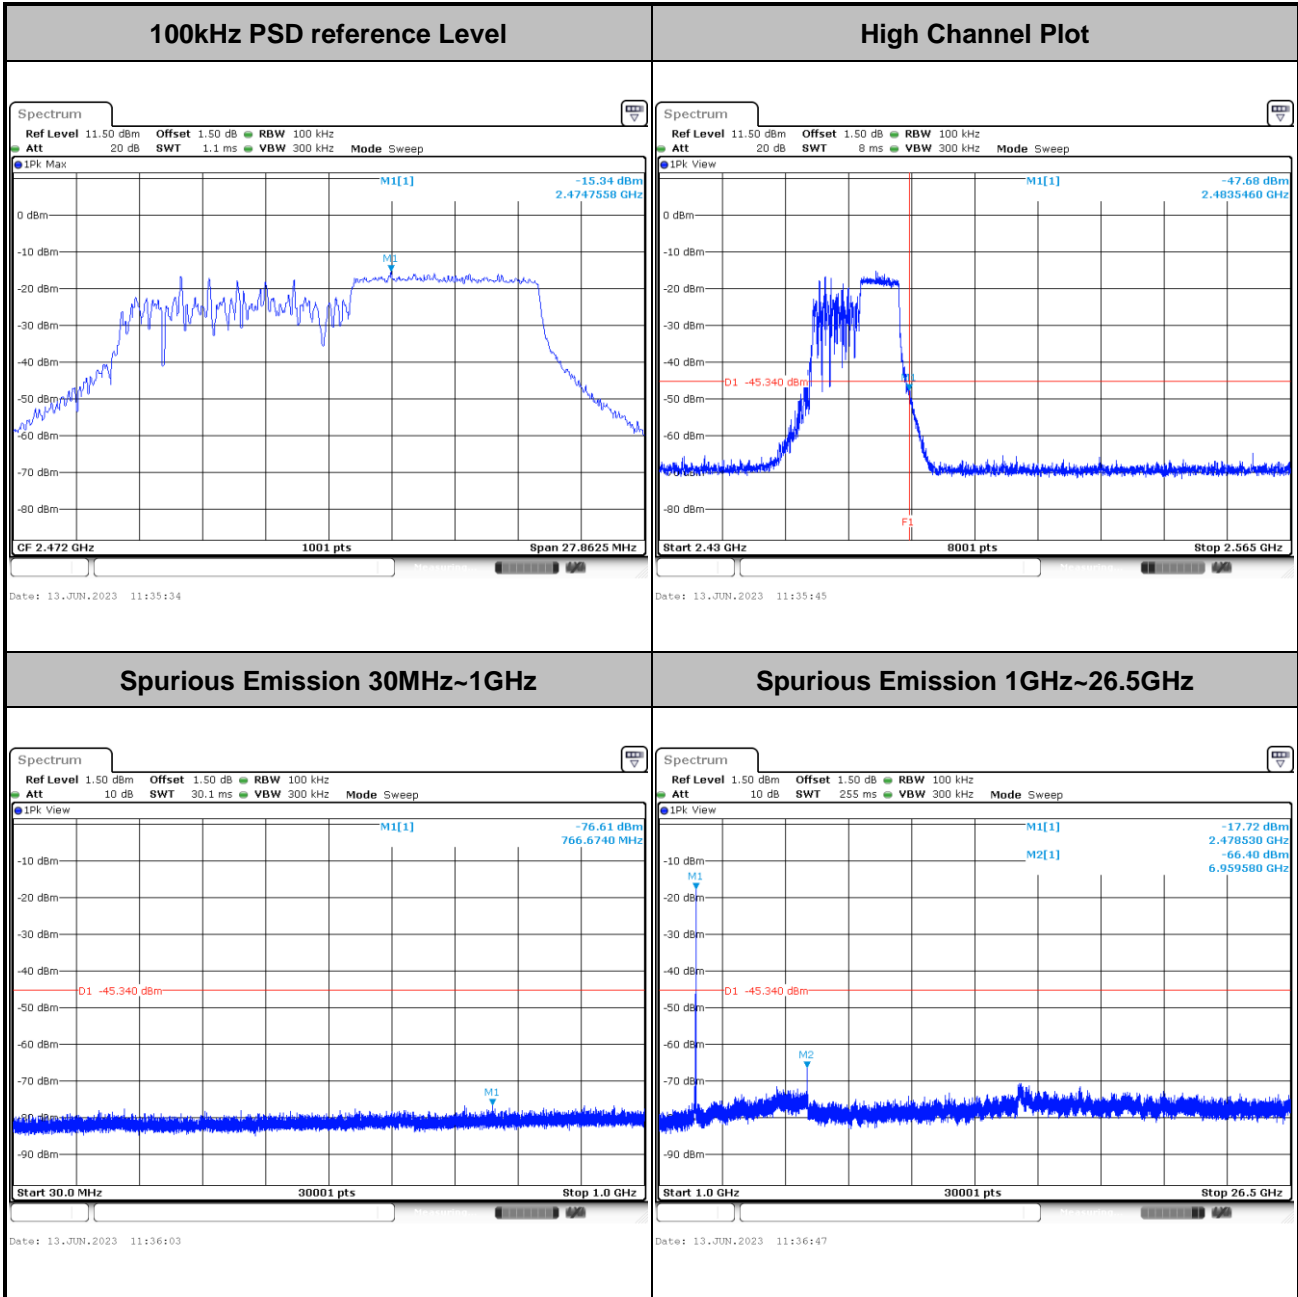 100kHz PSD reference Level
High Channel Plot
Spectrum
Ref Level 11.50 dBm Offset 1.50 dB RBW 100 kHz
Att 20 dB SWT 1.1 ms VBW 300 kHz Mode Sweep
1Pk Max
M1[1] -15.34 dBm
2.4747558 GHz
0 dBm
-10 dBm
M1
-20 dBm
-30 dBm
-40 dBm
-50 dBm
-60 dBm
-70 dBm
-80 dBm
CF 2.472 GHz 1001 pts Span 27.8625 MHz
Measuring
Date: 13.JUN.2023 11:35:34
Spectrum
Ref Level 11.50 dBm Offset 1.50 dB RBW 100 kHz
Att 20 dB SWT 8 ms VBW 300 kHz Mode Sweep
1Pk View
M1[1] -47.68 dBm
2.4835460 GHz
0 dBm
-10 dBm
-20 dBm
-30 dBm
-40 dBm
D1 -45.340 dBm
M1
-50 dBm
-60 dBm
-70 dBm
-80 dBm
F1
Start 2.43 GHz 8001 pts Stop 2.565 GHz
Measuring
Date: 13.JUN.2023 11:35:45
Spurious Emission 30MHz~1GHz
Spurious Emission 1GHz~26.5GHz
Spectrum
Ref Level 1.50 dBm Offset 1.50 dB RBW 100 kHz
Att 10 dB SWT 30.1 ms VBW 300 kHz Mode Sweep
1Pk View
M1[1] -76.61 dBm
766.6740 MHz
-10 dBm
-20 dBm
-30 dBm
-40 dBm
D1 -45.340 dBm
-50 dBm
-60 dBm
-70 dBm
M1
-80 dBm
-90 dBm
Start 30.0 MHz 30001 pts Stop 1.0 GHz
Measuring
Date: 13.JUN.2023 11:36:03
Spectrum
Ref Level 1.50 dBm Offset 1.50 dB RBW 100 kHz
Att 10 dB SWT 255 ms VBW 300 kHz Mode Sweep
1Pk View
M1[1] -17.72 dBm
2.478530 GHz
M2[1] -66.40 dBm
6.959580 GHz
-10 dBm
M1
-20 dBm
-30 dBm
-40 dBm
D1 -45.340 dBm
-50 dBm
-60 dBm
M2
-70 dBm
-80 dBm
-90 dBm
Start 1.0 GHz 30001 pts Stop 26.5 GHz
Measuring
Date: 13.JUN.2023 11:36:47